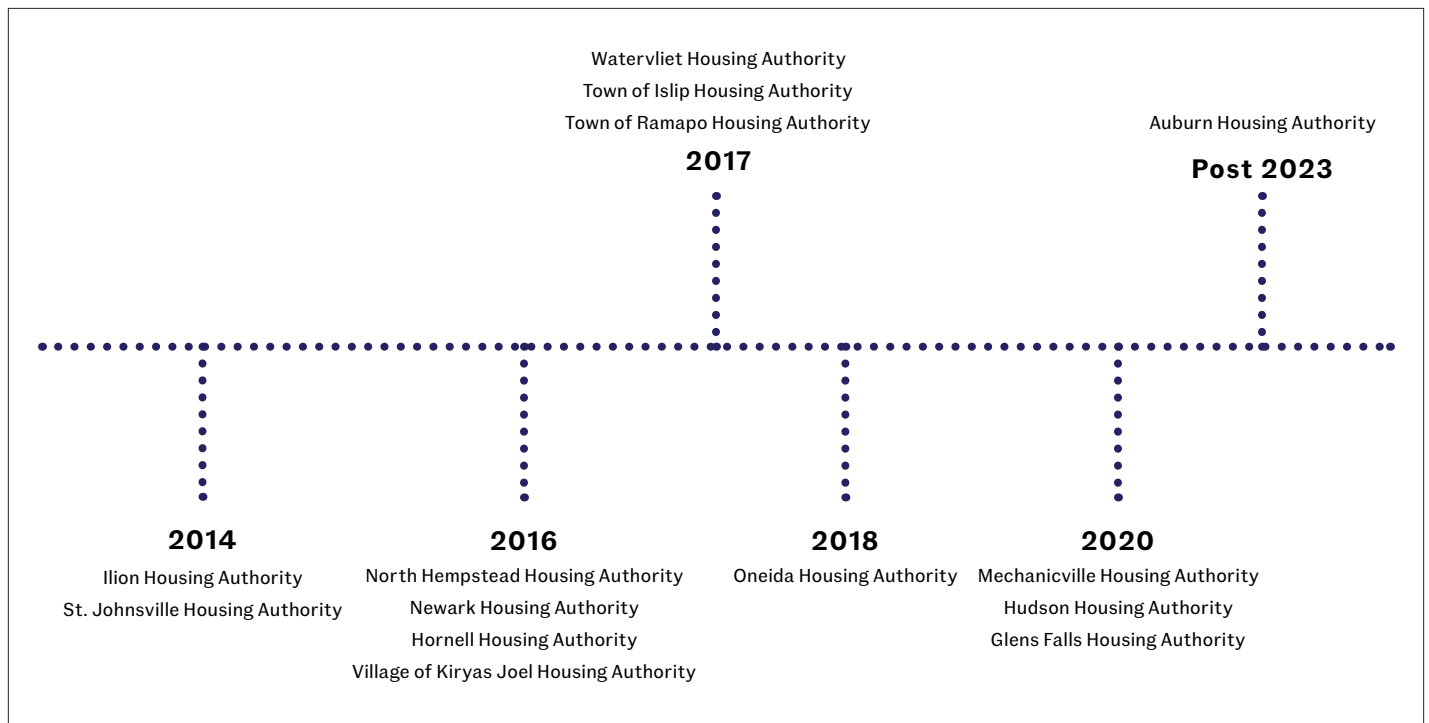 Watervliet Housing Authority
Town of Islip Housing Authority
Town of Ramapo Housing Authority
2017
Auburn Housing Authority
Post 2023
2014
Ilion Housing Authority
St. Johnsville Housing Authority
2016
North Hempstead Housing Authority
Newark Housing Authority
Hornell Housing Authority
Village of Kiryas Joel Housing Authority
2018
Oneida Housing Authority
2020
Mechanicville Housing Authority
Hudson Housing Authority
Glens Falls Housing Authority